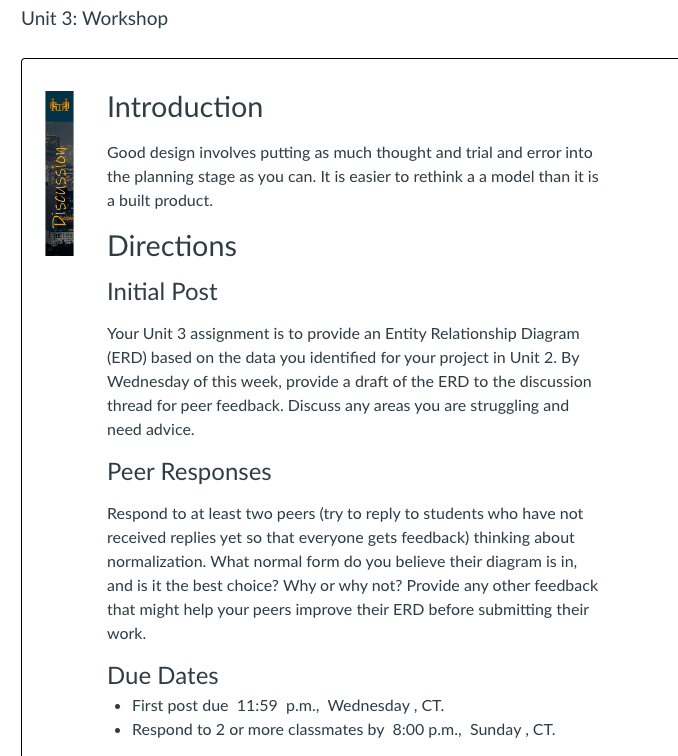 Unit 3: Workshop
Discussion
Introduction
Good design involves putting as much thought and trial and error into
the planning stage as you can. It is easier to rethink a a model than it is
a built product.
Directions
Initial Post
Your Unit 3 assignment is to provide an Entity Relationship Diagram
(ERD) based on the data you identified for your project in Unit 2. By
Wednesday of this week, provide a draft of the ERD to the discussion
thread for peer feedback. Discuss any areas you are struggling and
need advice.
Peer Responses
Respond to at least two peers (try to reply to students who have not
received replies yet so that everyone gets feedback) thinking about
normalization. What normal form do you believe their diagram is in,
and is it the best choice? Why or why not? Provide any other feedback
that might help your peers improve their ERD before submitting their
work.
Due Dates
• First post due 11:59 p.m., Wednesday , CT.
• Respond to 2 or more classmates by 8:00 p.m., Sunday , CT.